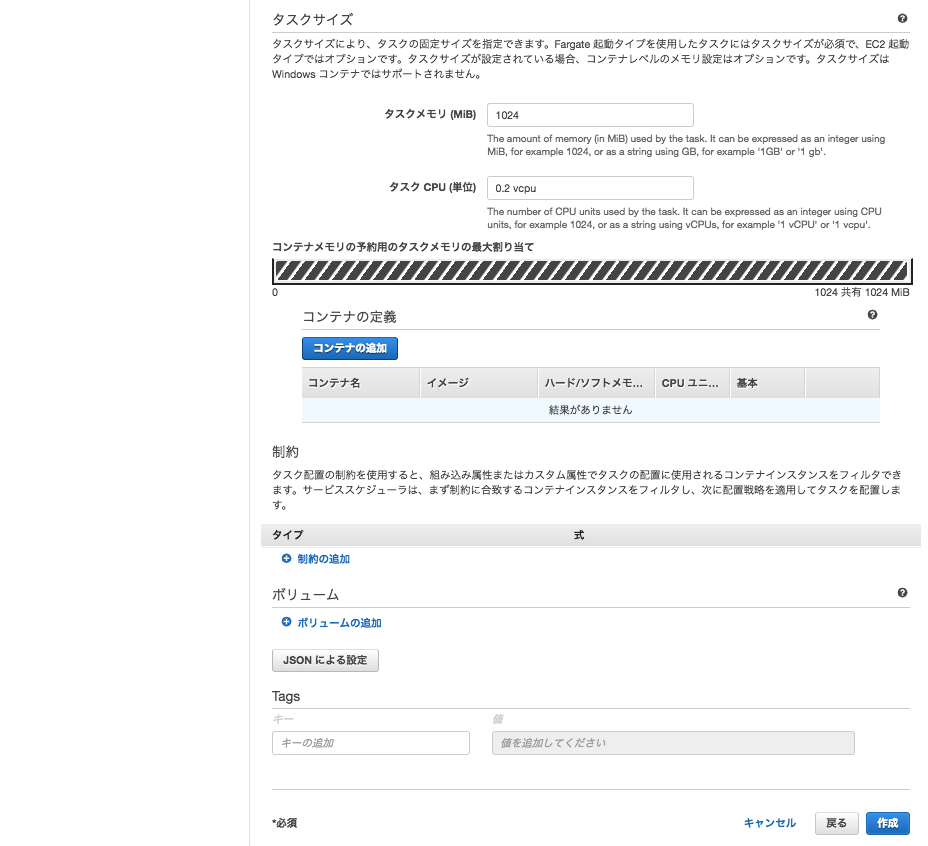 タスクサイズ
タスクサイズにより、タスクの固定サイズを指定できます。Fargate 起動タイプを使用したタスクにはタスクサイズが必須で、EC2 起動
タイプではオプションです。タスクサイズが設定されている場合、コンテナレベルのメモリ設定はオプションです。タスクサイズは
Windows コンテナではサポートされません。
タスクメモリ (MiB)
1024
The amount of memory (in MiB) used by the task. It can be expressed as an integer using
MiB, for example 1024, or as a string using GB, for example '1GB' or '1 gb'.
タスク CPU (単位)
0.2 vcpu
The number of CPU units used by the task. It can be expressed as an integer using CPU
units, for example 1024, or as a string using vCPUs, for example '1 vCPU' or '1 vcpu'.
コンテナメモリの予約用のタスクメモリの最大割り当て
0 1024 共有 1024 MiB
コンテナの定義
コンテナの追加
コンテナ名 イメージ ハード/ソフトメモ... CPU ユニ... 基本
結果がありません
制約
タスク配置の制約を使用すると、組み込み属性またはカスタム属性でタスクの配置に使用されるコンテナインスタンスをフィルタでき
ます。サービススケジューラは、まず制約に合致するコンテナインスタンスをフィルタし、次に配置戦略を適用してタスクを配置しま
す。
タイプ 式
制約の追加
ボリューム
ボリュームの追加
JSON による設定
Tags
キー 値
キーの追加 値を追加してください
*必須 キャンセル 戻る 作成